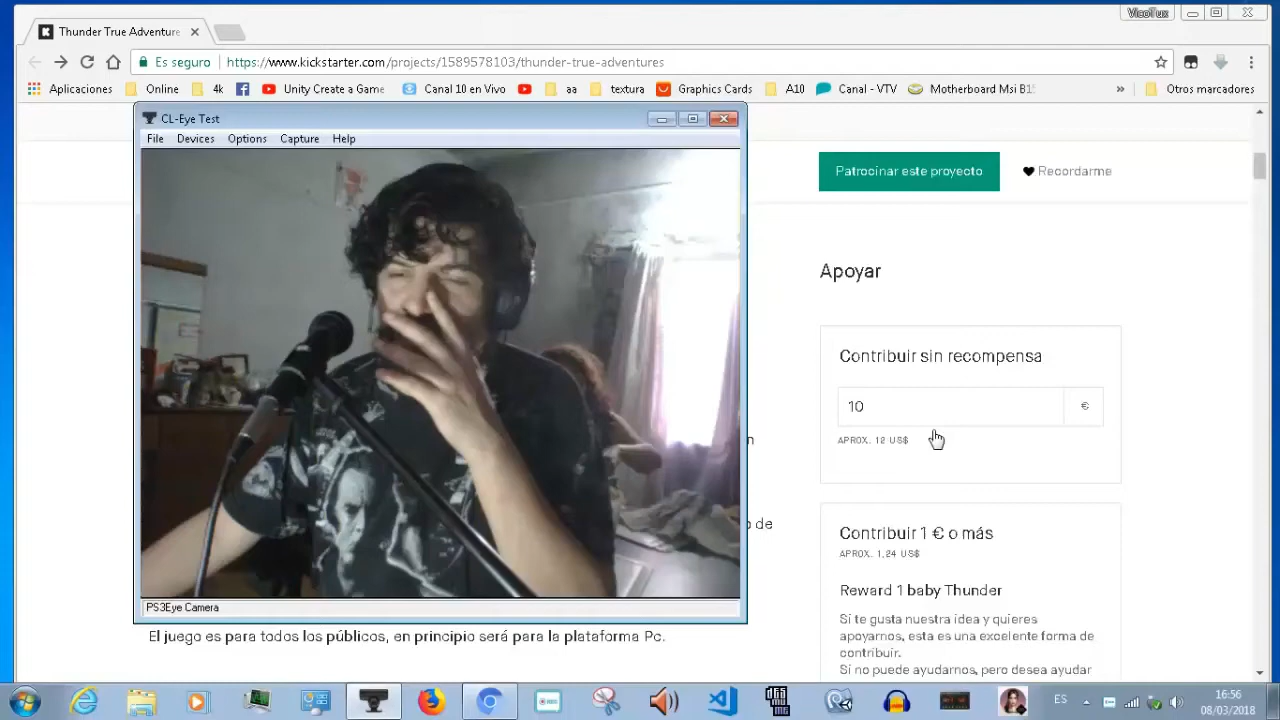 VicoTux
Thunder True Adventure
Es seguro
https://www.kickstarter.com/projects/1589578103/thunder-true-adventures
Aplicaciones
Online
4k
Unity Create a Game
Canal 10 en Vivo
aa
textura
Graphics Cards
A10
Canal - VTV
Motherboard Msi B1
»
Otros marcadores
CL-Eye Test
File Devices Options Capture Help
Patrocinar este proyecto
Recordarme
Apoyar
Contribuir sin recompensa
10 €
APROX. 12 US$
n
o de
Contribuir 1 € o más
APROX. 1,24 US$
Reward 1 baby Thunder
Si te gusta nuestra idea y quieres
apoyarnos, esta es una excelente forma de
contribuir.
Si no puede ayudarnos, pero desea ayudar
PS3Eye Camera
El juego es para todos los públicos, en principio será para la plataforma Pc.
ES
16:56
08/03/2018